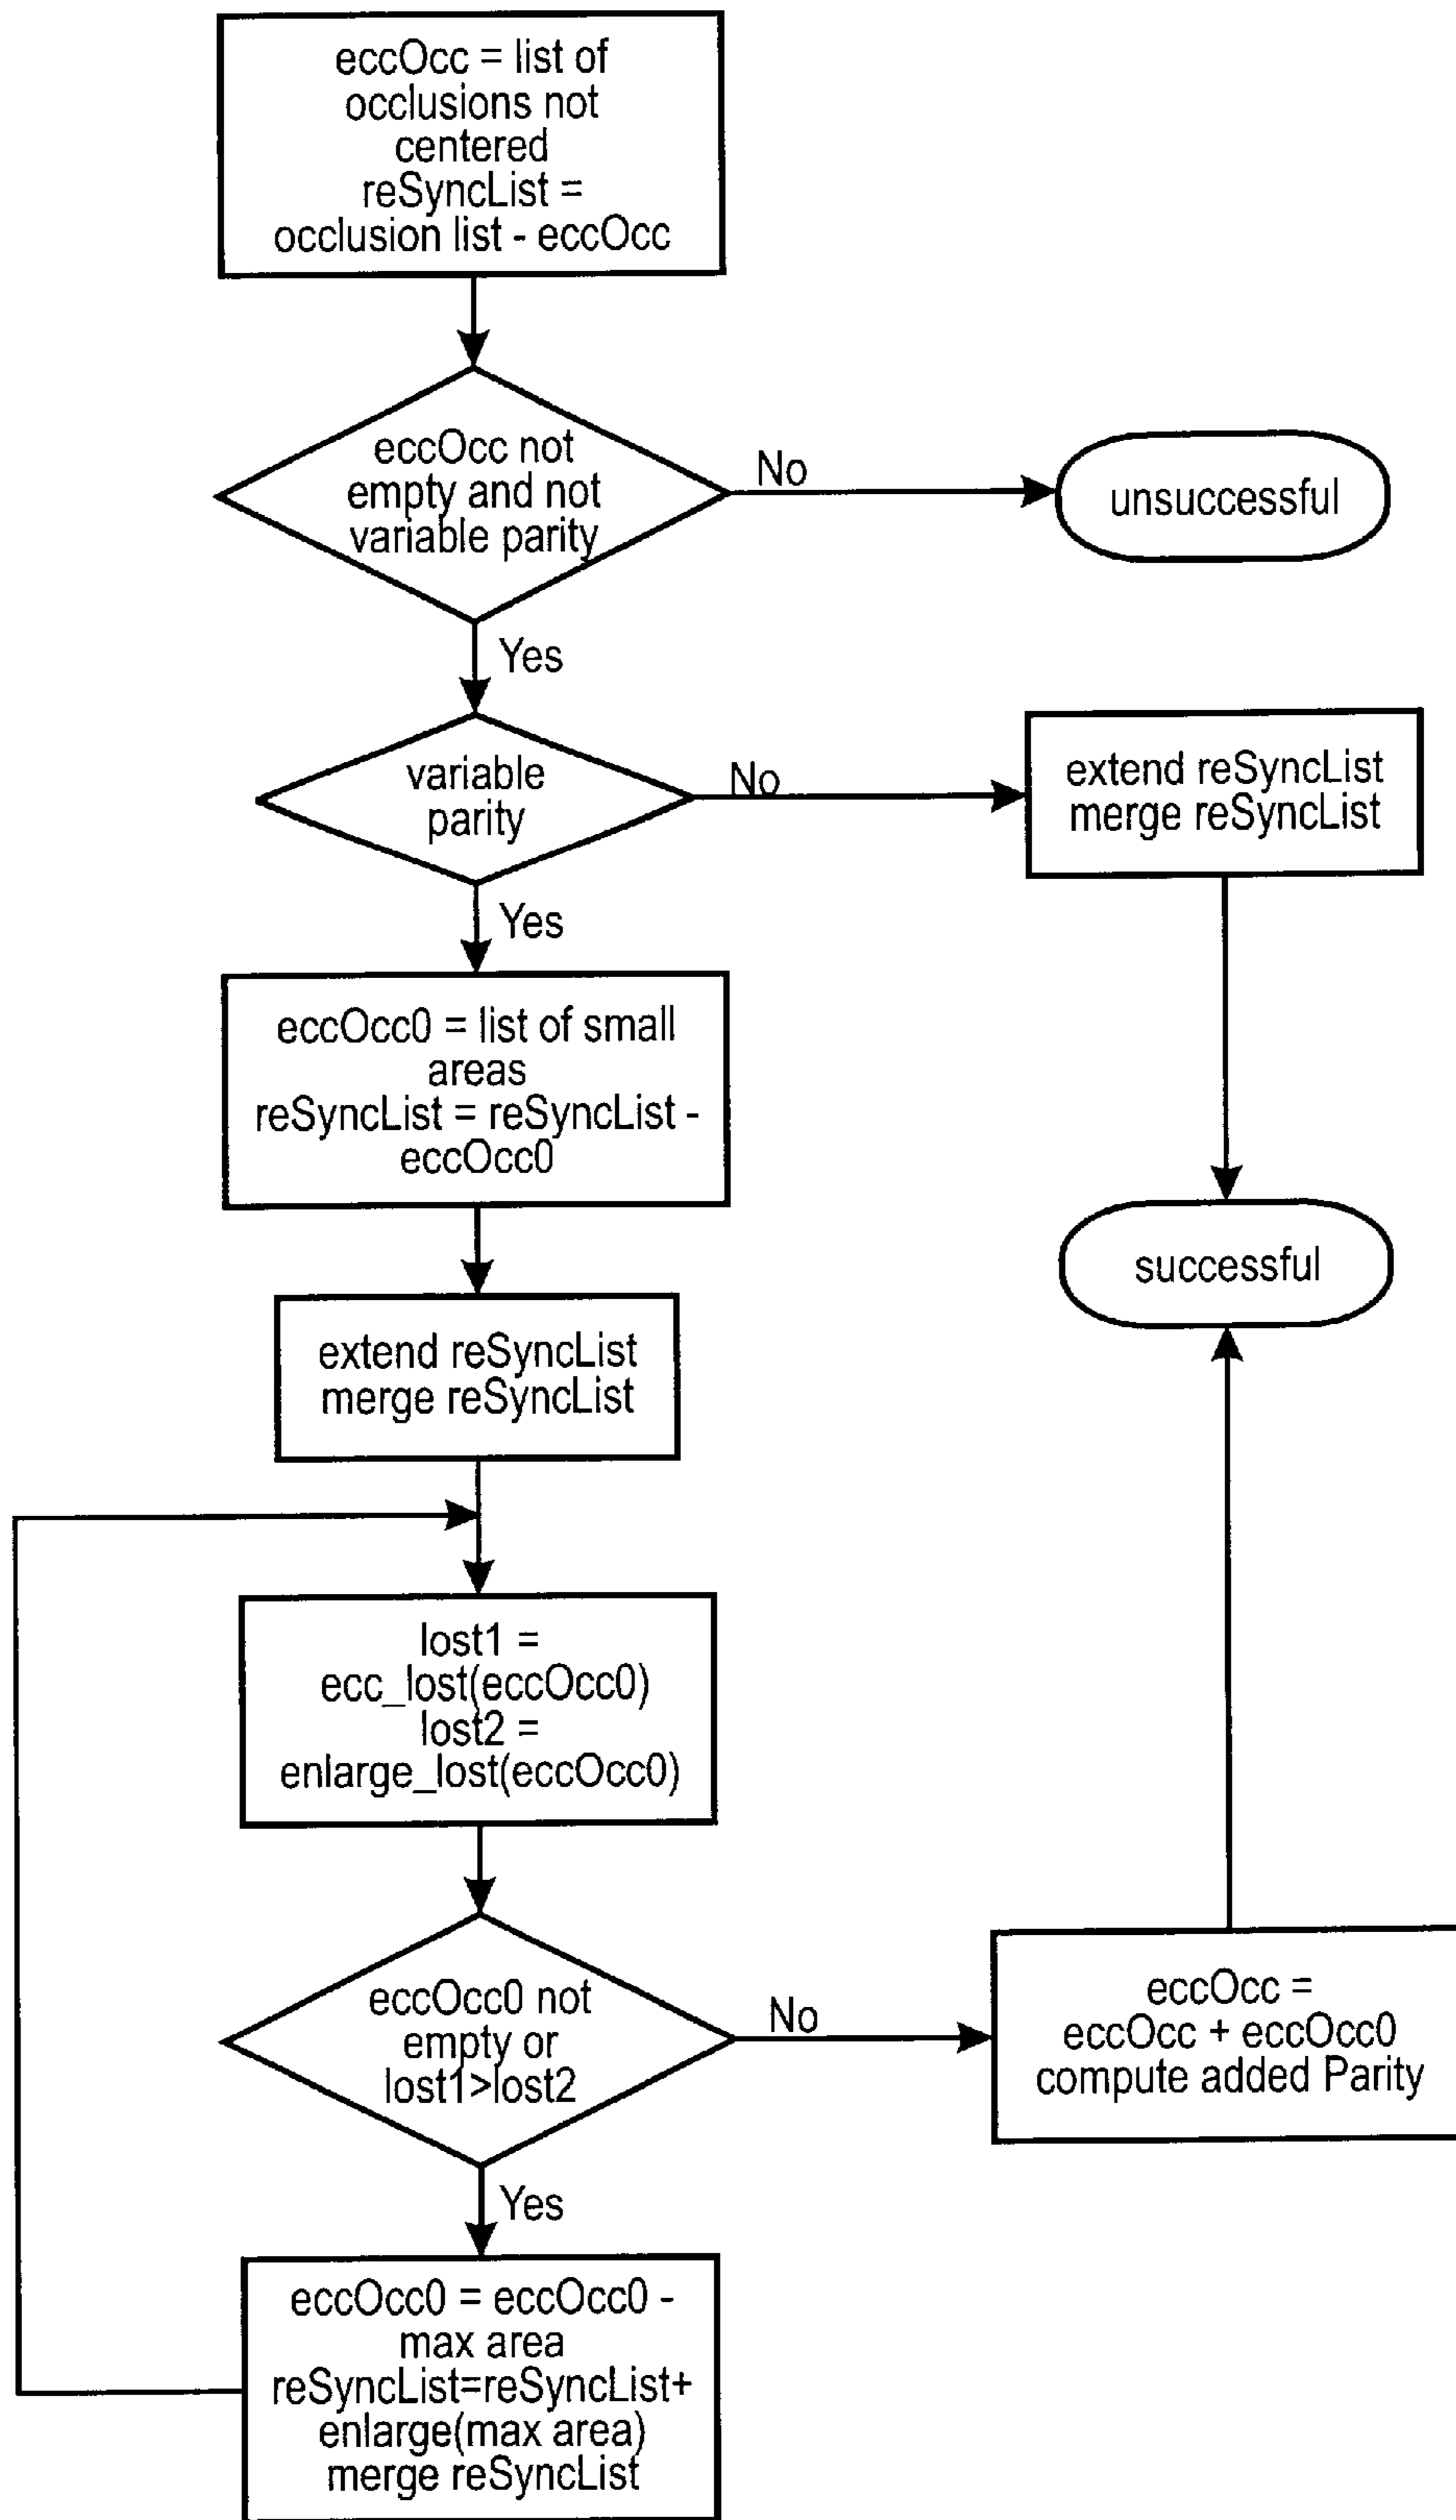 eccOcc = list of
occlusions not
centered
reSyncList =
occlusion list - eccOcc
eccOcc not
empty and not
variable parity
No
unsuccessful
Yes
variable
parity
No
extend reSyncList
merge reSyncList
Yes
eccOcc0 = list of small
areas
reSyncList = reSyncList -
eccOcc0
successful
extend reSyncList
merge reSyncList
lost1 =
ecc_lost(eccOcc0)
lost2 =
enlarge_lost(eccOcc0)
eccOcc0 not
empty or
lost1>lost2
No
eccOcc =
eccOcc + eccOcc0
compute added Parity
Yes
eccOcc0 = eccOcc0 -
max area
reSyncList=reSyncList+
enlarge(max area)
merge reSyncList